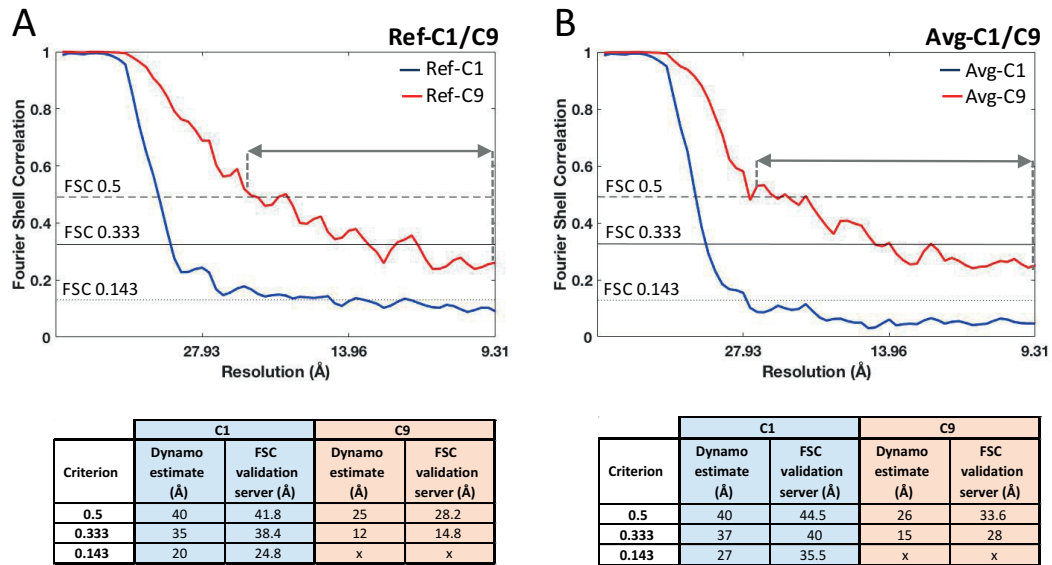 A
Ref-C1/C9
Ref-C1
Ref-C9
Fourier Shell Correlation
1
0.8
0.6
0.4
0.2
0
FSC 0.5
FSC 0.333
FSC 0.143
27.93
13.96
9.31
Resolution (Å)
C1 C9
Criterion Dynamo estimate (Å) FSC validation server (Å) Dynamo estimate (Å) FSC validation server (Å)
0.5 40 41.8 25 28.2
0.333 35 38.4 12 14.8
0.143 20 24.8 x x
B
Avg-C1/C9
Avg-C1
Avg-C9
Fourier Shell Correlation
1
0.8
0.6
0.4
0.2
0
FSC 0.5
FSC 0.333
FSC 0.143
27.93
13.96
9.31
Resolution (Å)
C1 C9
Criterion Dynamo estimate (Å) FSC validation server (Å) Dynamo estimate (Å) FSC validation server (Å)
0.5 40 44.5 26 33.6
0.333 37 40 15 28
0.143 27 35.5 x x